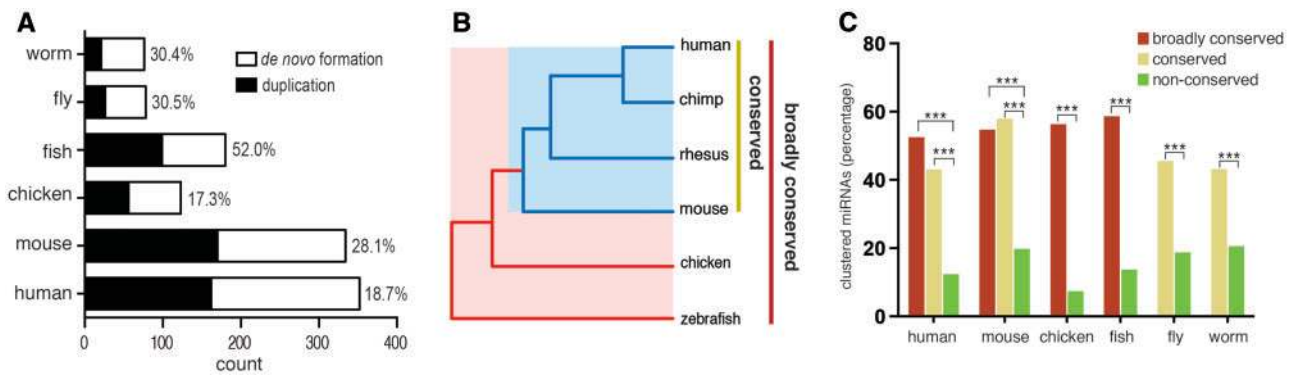 A
worm
30.4%
fly
30.5%
fish
52.0%
chicken
17.3%
mouse
28.1%
human
18.7%
0 100 200 300 400
count
de novo formation
duplication
B
human
chimp
rhesus
mouse
chicken
zebrafish
conserved
broadly conserved
C
broadly conserved
conserved
non-conserved
clustered miRNAs (percentage)
80
60
40
20
0
***
***
***
***
***
***
***
***
human mouse chicken fish fly worm